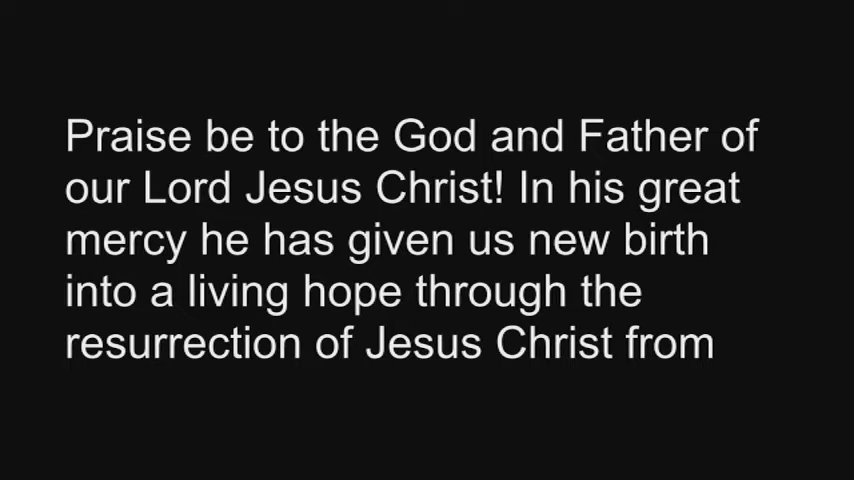 Praise be to the God and Father of
our Lord Jesus Christ! In his great
mercy he has given us new birth
into a living hope through the
resurrection of Jesus Christ from